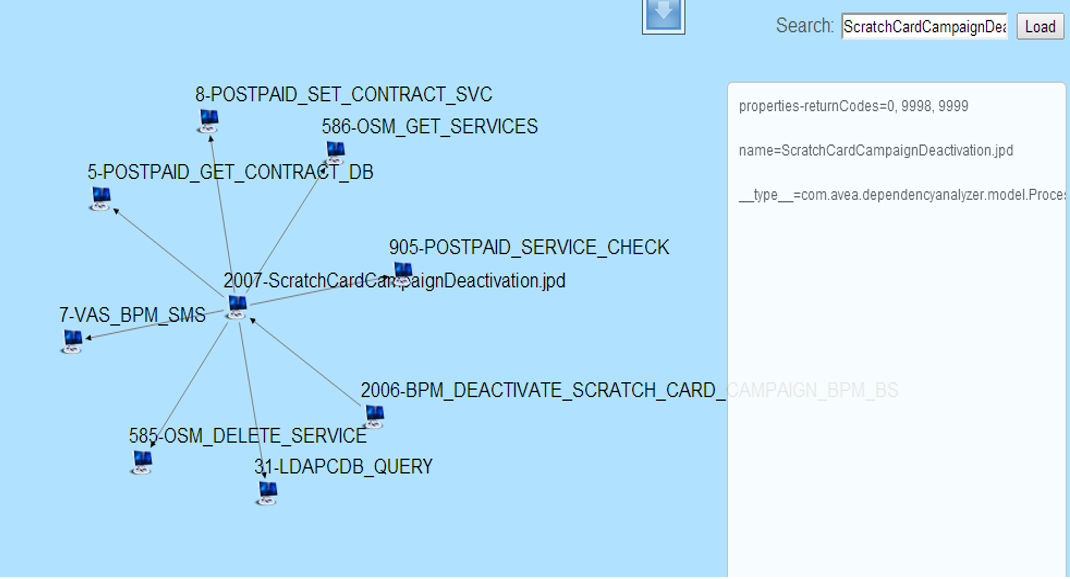 Search: ScratchCardCampaignDea Load
8-POSTPAID_SET_CONTRACT_SVC
properties-returnCodes=0, 9998, 9999
586-OSM_GET_SERVICES
name=ScratchCardCampaignDeactivation.jpd
5-POSTPAID_GET_CONTRACT_DB
__type__=com.avea.dependencyanalyzer.model.Proces
905-POSTPAID_SERVICE_CHECK
2007-ScratchCardCampaignDeactivation.jpd
7-VAS_BPM_SMS
2006-BPM_DEACTIVATE_SCRATCH_CARD_CAMPAIGN_BPM_BS
585-OSM_DELETE_SERVICE
31-LDAPCDB_QUERY